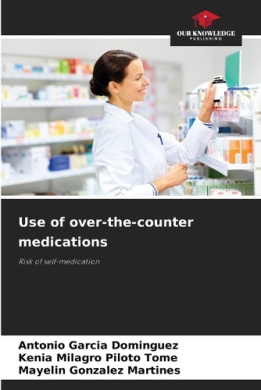 OUR KNOWLEDGE
PUBLISHING
Use of over-the-counter
medications
Risk of self-medication
Antonio Garcia Dominguez
Kenia Milagro Piloto Tome
Mayelin Gonzalez Martines